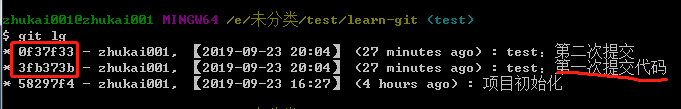 zhukai001@zhukai001 MINGW64 /e/未分类/test/learn-git (test)
$ git lg
* 0f37f33 - zhukai001, 【2019-09-23 20:04】 (27 minutes ago) : test：第二次提交
* 3fb373b - zhukai001, 【2019-09-23 20:04】 (27 minutes ago) : test：第一次提交代码
* 58297f4 - zhukai001, 【2019-09-23 16:27】 (4 hours ago) : 项目初始化